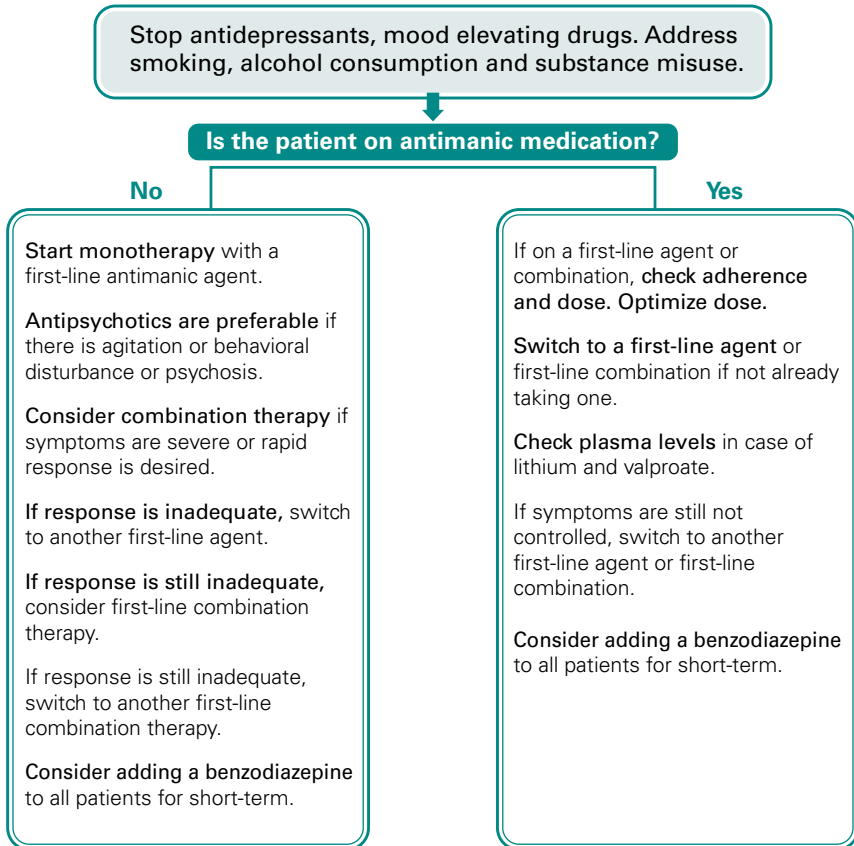 Stop antidepressants, mood elevating drugs. Address
smoking, alcohol consumption and substance misuse.
Is the patient on antimanic medication?
No
Start monotherapy with a
first-line antimanic agent.
Antipsychotics are preferable if
there is agitation or behavioral
disturbance or psychosis.
Consider combination therapy if
symptoms are severe or rapid
response is desired.
If response is inadequate, switch
to another first-line agent.
If response is still inadequate,
consider first-line combination
therapy.
If response is still inadequate,
switch to another first-line
combination therapy.
Consider adding a benzodiazepine
to all patients for short-term.
Yes
If on a first-line agent or
combination, check adherence
and dose. Optimize dose.
Switch to a first-line agent or
first-line combination if not already
taking one.
Check plasma levels in case of
lithium and valproate.
If symptoms are still not
controlled, switch to another
first-line agent or first-line
combination.
Consider adding a benzodiazepine
to all patients for short-term.